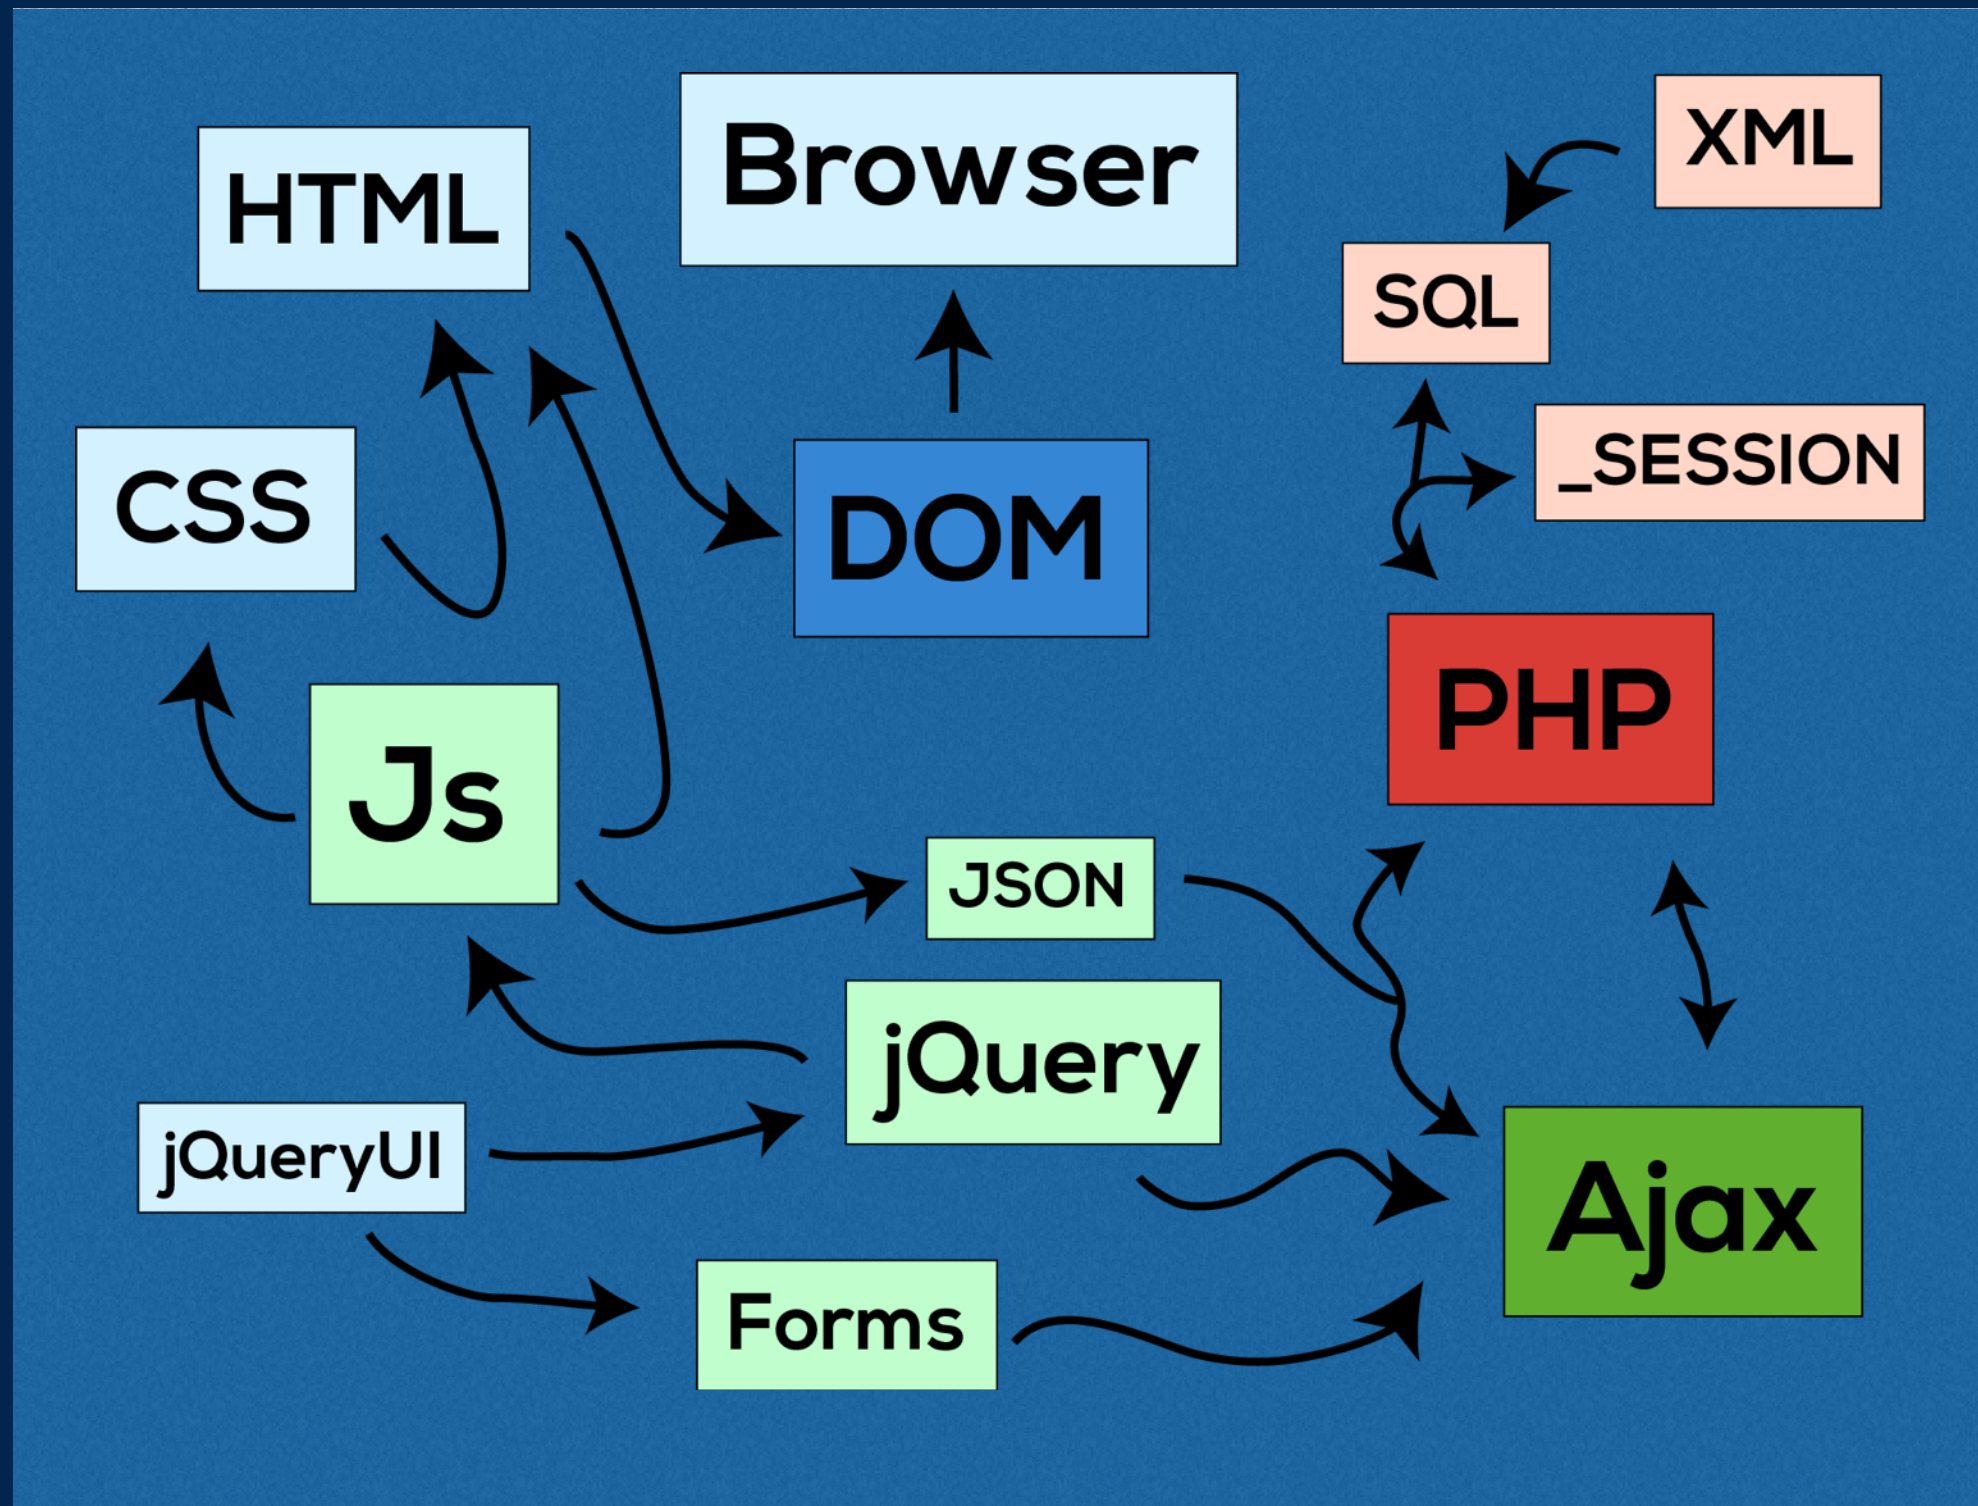 Browser
XML
HTML
SQL
_SESSION
CSS
DOM
PHP
Js
JSON
jQuery
jQueryUI
Ajax
Forms